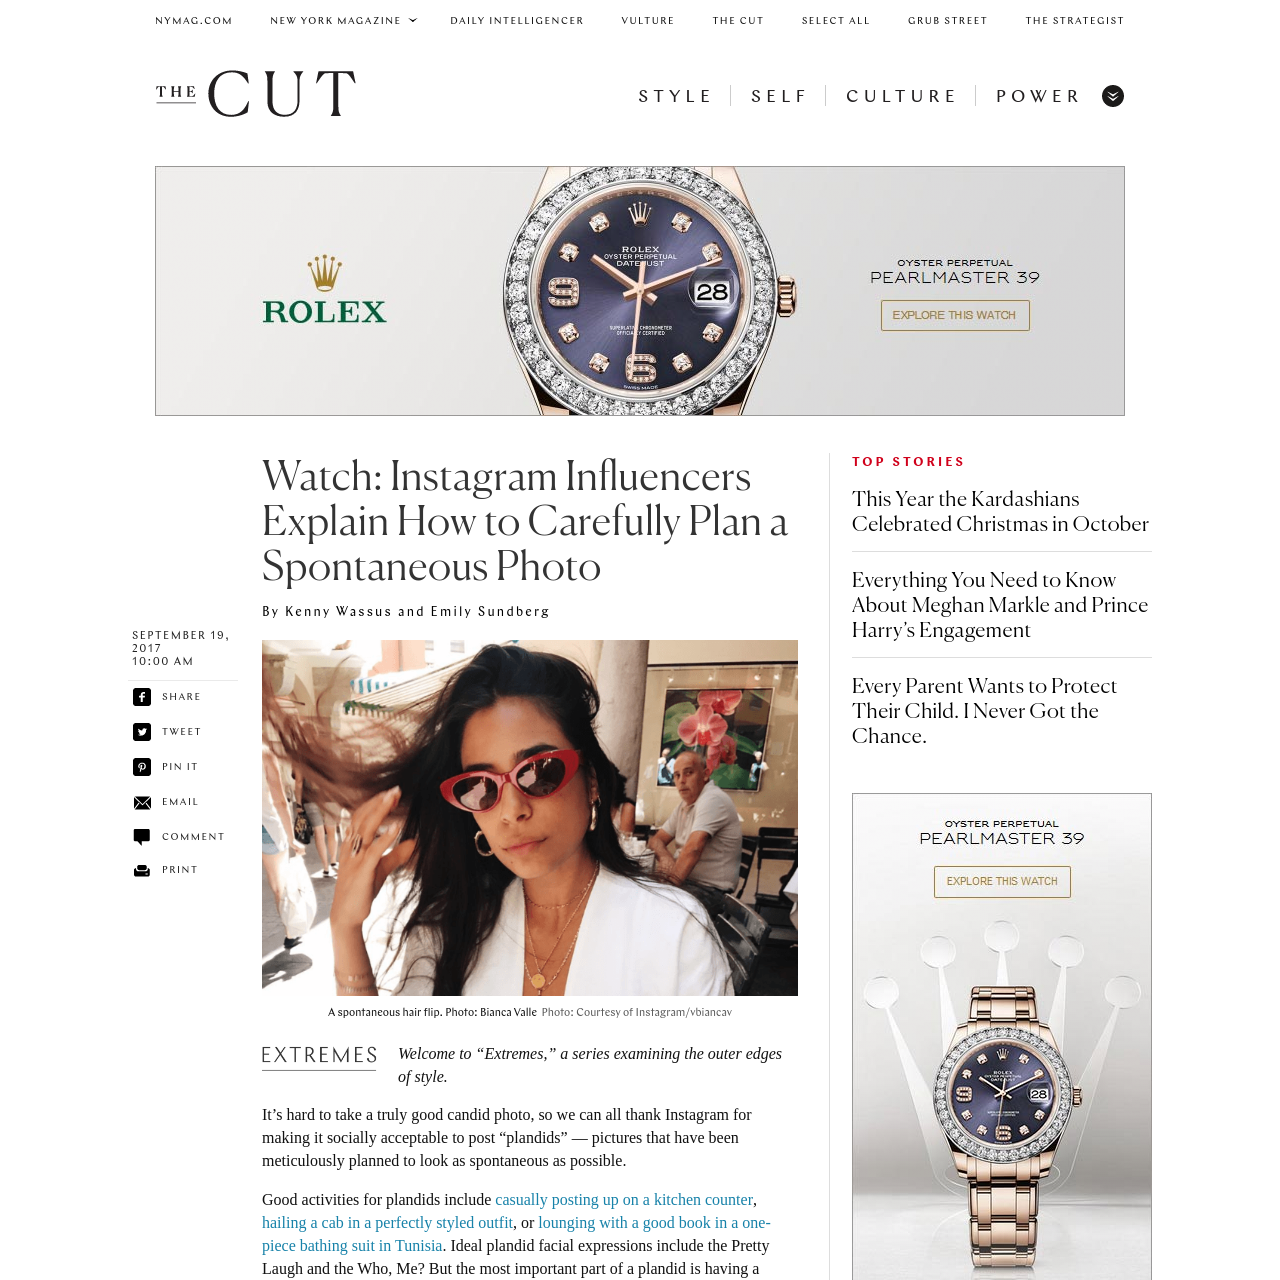 NYMAG.COM
NEW YORK MAGAZINE
DAILY INTELLIGENCER
VULTURE
THE CUT
SELECT ALL
GRUB STREET
THE STRATEGIST
THE CUT
STYLE
SELF
CULTURE
POWER
ROLEX
ROLEX
OYSTER PERPETUAL
DATEJUST
28
SUPERLATIVE CHRONOMETER
OFFICIALLY CERTIFIED
SWISS MADE
OYSTER PERPETUAL
PEARLMASTER 39
EXPLORE THIS WATCH
Watch: Instagram Influencers
Explain How to Carefully Plan a
Spontaneous Photo
By Kenny Wassus and Emily Sundberg
SEPTEMBER 19,
2017
10:00 AM
SHARE
TWEET
PIN IT
EMAIL
COMMENT
PRINT
A spontaneous hair flip. Photo: Bianca Valle Photo: Courtesy of Instagram/vbiancav
EXTREMES
Welcome to “Extremes,” a series examining the outer edges
of style.
It’s hard to take a truly good candid photo, so we can all thank Instagram for
making it socially acceptable to post “plandids” — pictures that have been
meticulously planned to look as spontaneous as possible.
Good activities for plandids include casually posting up on a kitchen counter,
hailing a cab in a perfectly styled outfit, or lounging with a good book in a one-
piece bathing suit in Tunisia. Ideal plandid facial expressions include the Pretty
Laugh and the Who, Me? But the most important part of a plandid is having a
TOP STORIES
This Year the Kardashians
Celebrated Christmas in October
Everything You Need to Know
About Meghan Markle and Prince
Harry’s Engagement
Every Parent Wants to Protect
Their Child. I Never Got the
Chance.
OYSTER PERPETUAL
PEARLMASTER 39
EXPLORE THIS WATCH
ROLEX
28